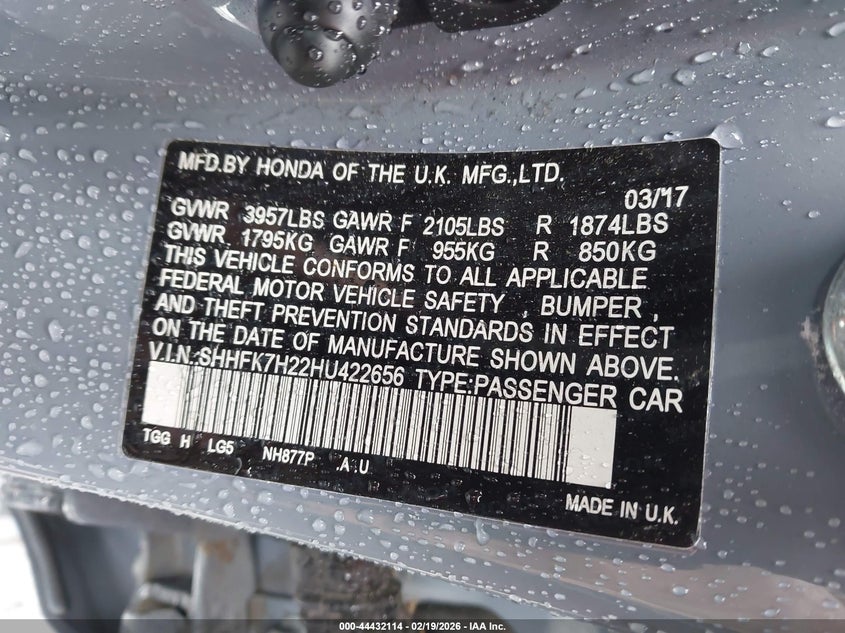 MFD.BY HONDA OF THE U.K. MFG.,LTD.
03/17
GVWR 3957LBS GAWR F 2105LBS R 1874LBS
GVWR 1795KG GAWR F 955KG R 850KG
THIS VEHICLE CONFORMS TO ALL APPLICABLE
FEDERAL MOTOR VEHICLE SAFETY , BUMPER ,
AND THEFT PREVENTION STANDARDS IN EFFECT
ON THE DATE OF MANUFACTURE SHOWN ABOVE.
V.I.N.:SHHFK7H22HU422656 TYPE:PASSENGER CAR
TGG H LG5 NH877P .A .U
MADE IN U.K.
000-44432114 - 02/19/2026 - IAA Inc.